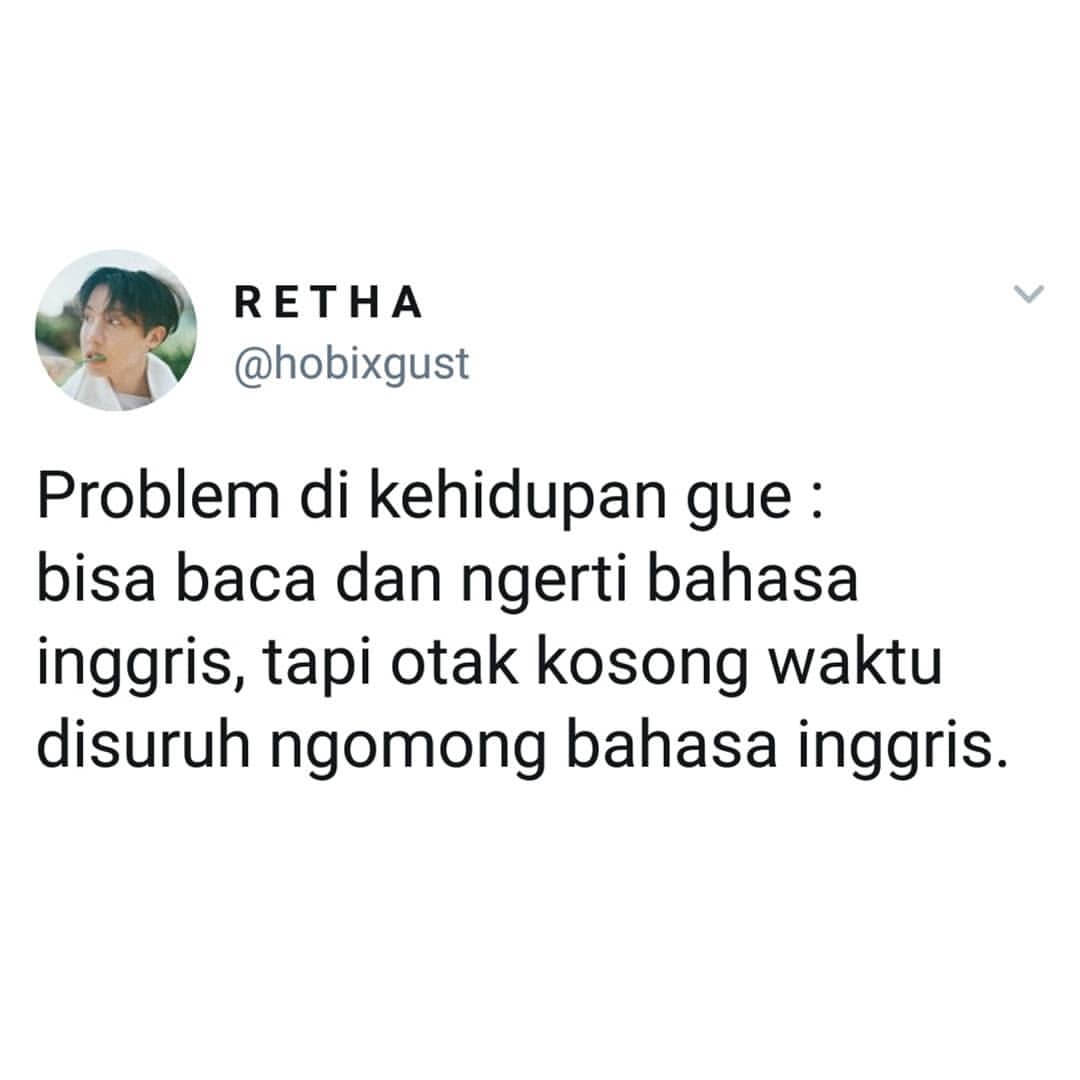 RETHA
@hobixgust
Problem di kehidupan gue :
bisa baca dan ngerti bahasa
inggris, tapi otak kosong waktu
disuruh ngomong bahasa inggris.